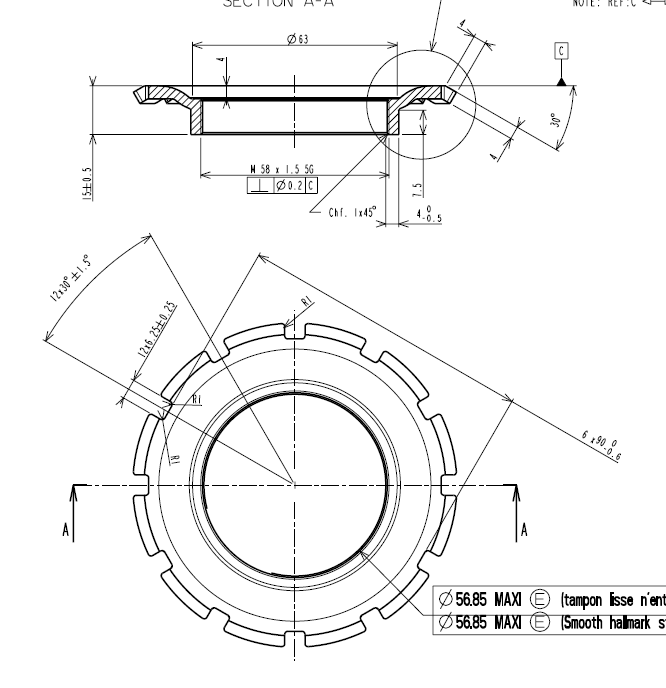 SECTION A-A
NOTE: REF:C
Ø63
4
4
C
30°
15±0.5
M 58 x 1.5 5G
⊥ Ø0.2 C
4
7.5
Chf. 1x45°
4 0 -0.5
12x30°±1.5°
12x6.25±0.25
R1
R1
R1
6 x90 0 -0.6
A
A
Ø56.85 MAXI Ⓔ (tampon lisse n'ent
Ø56.85 MAXI Ⓔ (Smooth hallmark s